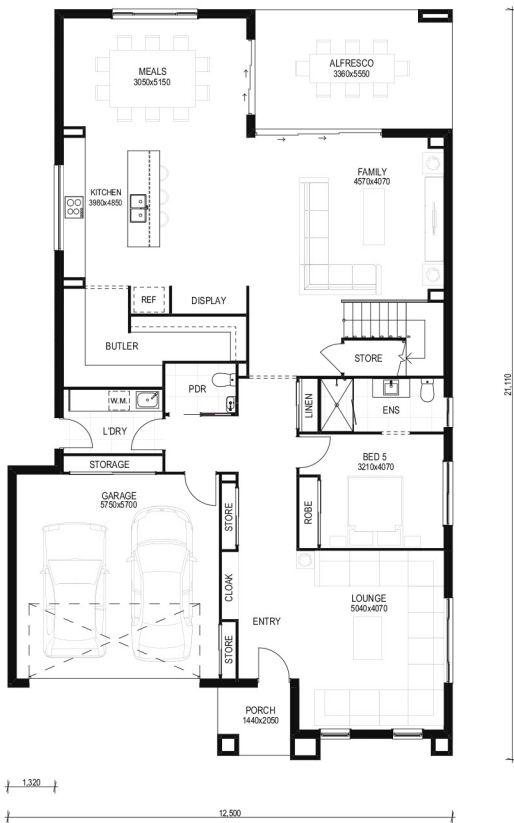 MEALS
3050x5150
ALFRESCO
3360x5550
KITCHEN
3980x4850
FAMILY
4570x4070
REF
DISPLAY
BUTLER
STORE
PDR
W.M.
LINEN
ENS
L'DRY
STORAGE
BED 5
3210x4070
GARAGE
5750x5700
STORE
ROBE
CLOAK
LOUNGE
5040x4070
ENTRY
STORE
PORCH
1440x2050
21,110
1,320
12,500